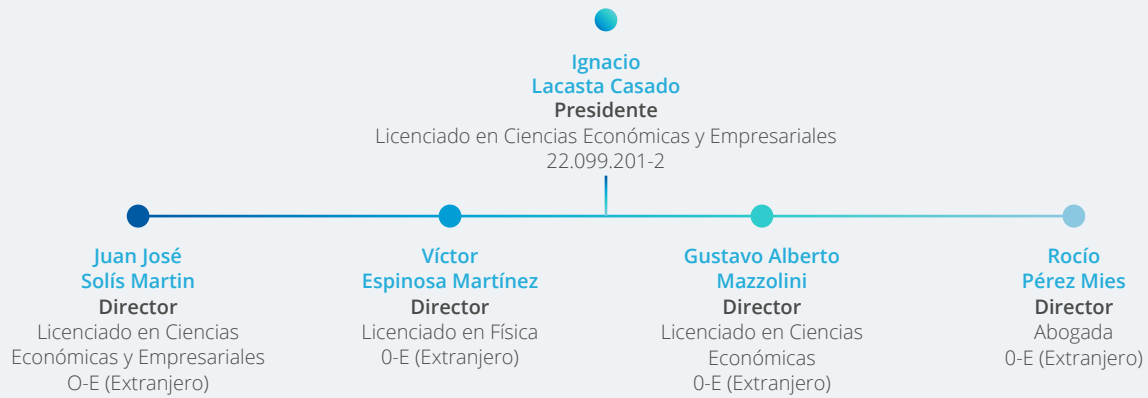 Ignacio
Lacasta Casado
Presidente
Licenciado en Ciencias Económicas y Empresariales
22.099.201-2
Juan José
Solís Martin
Director
Licenciado en Ciencias
Económicas y Empresariales
O-E (Extranjero)
Víctor
Espinosa Martínez
Director
Licenciado en Física
0-E (Extranjero)
Gustavo Alberto
Mazzolini
Director
Licenciado en Ciencias
Económicas
0-E (Extranjero)
Rocío
Pérez Mies
Director
Abogada
0-E (Extranjero)